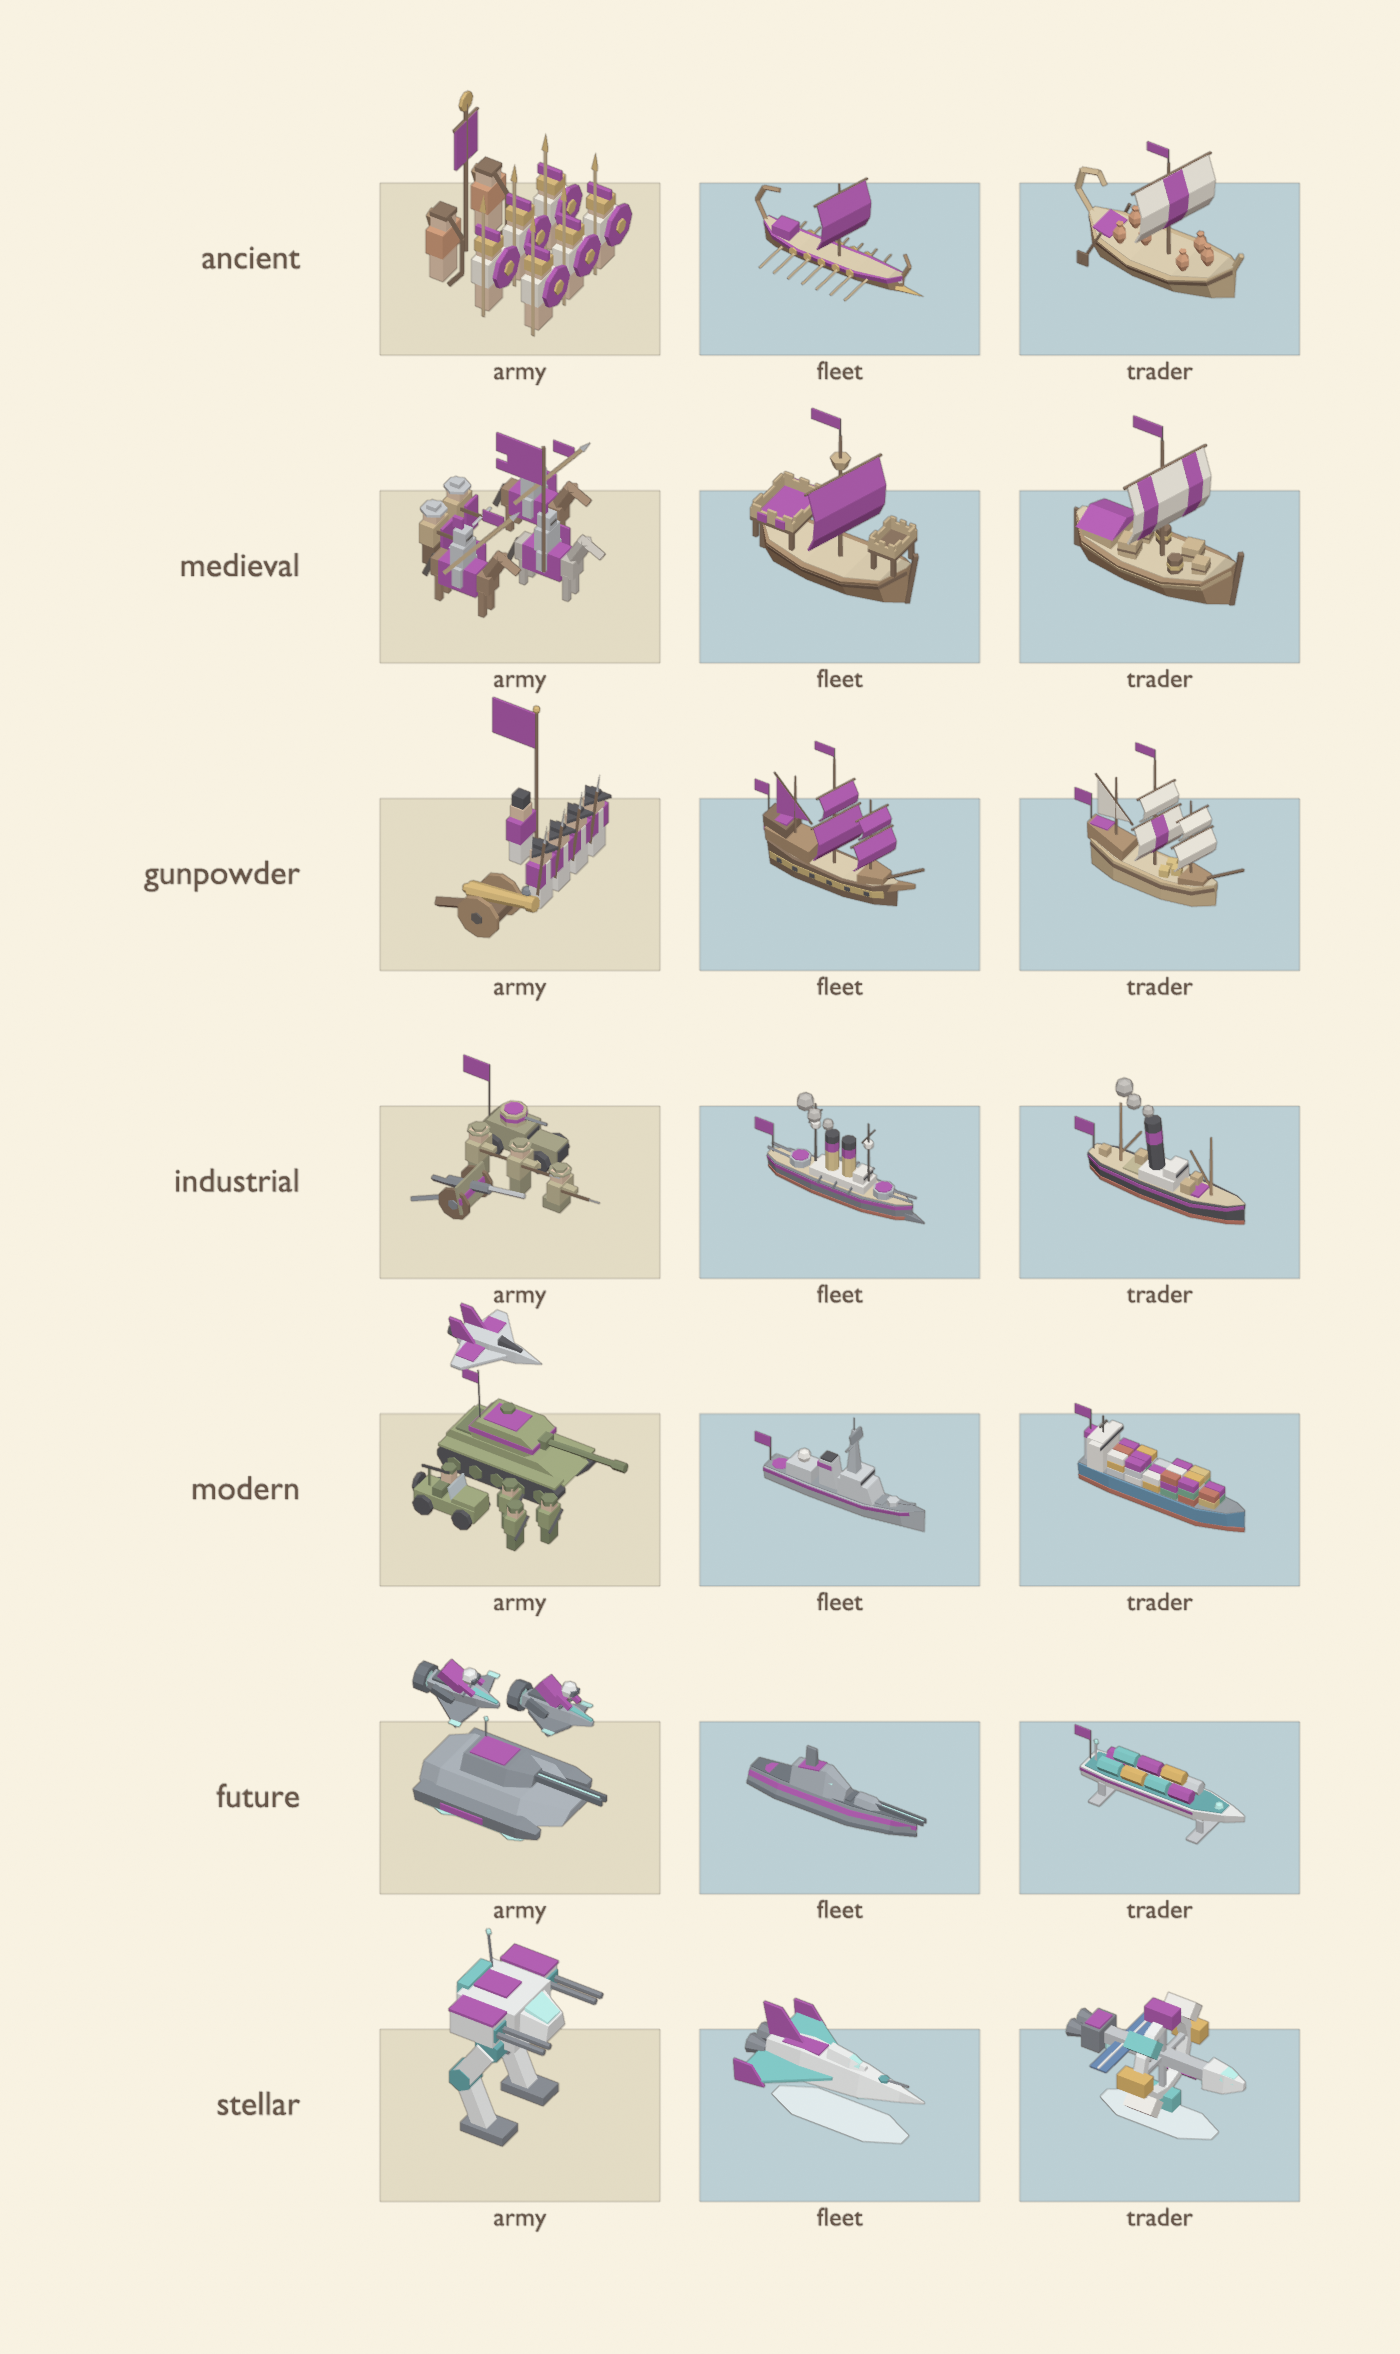 ancient
army
fleet
trader
medieval
army
fleet
trader
gunpowder
army
fleet
trader
industrial
army
fleet
trader
modern
army
fleet
trader
future
army
fleet
trader
stellar
army
fleet
trader